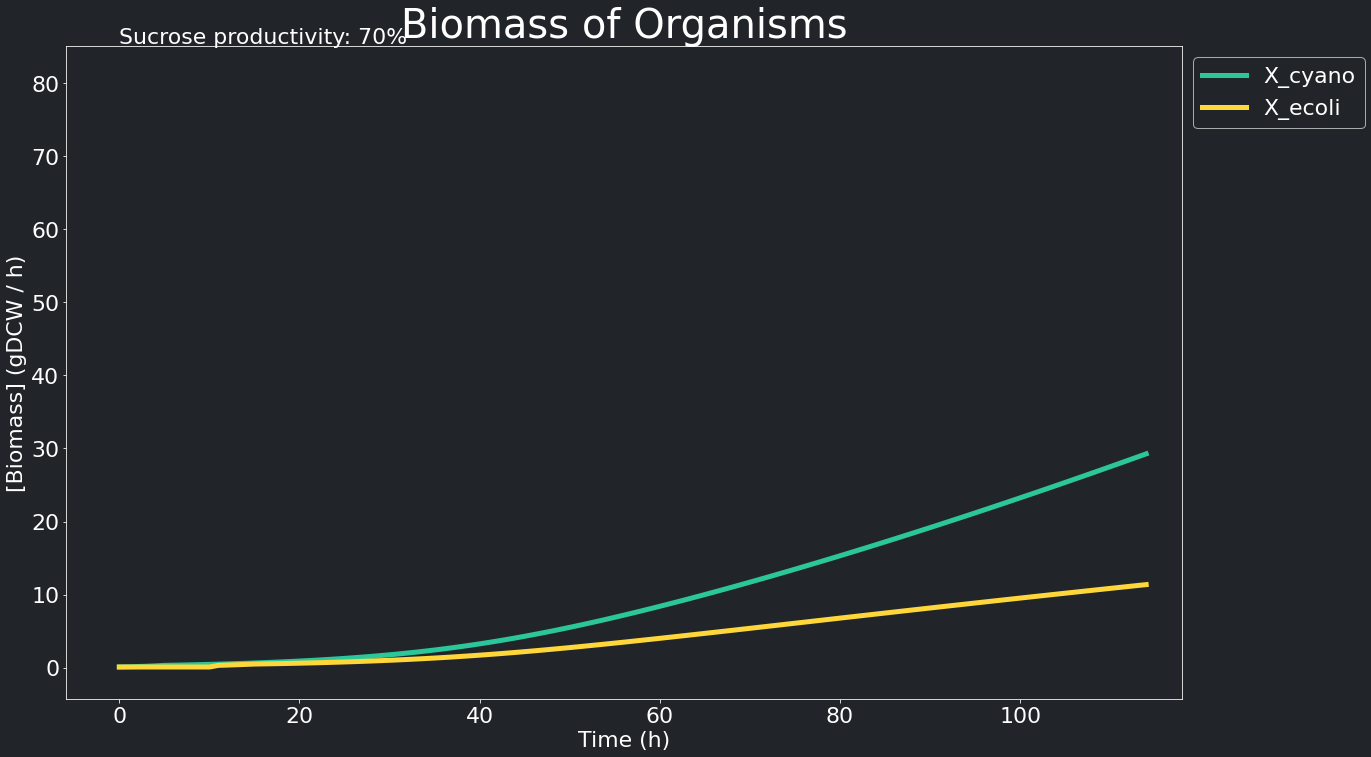 Biomass of Organisms
Sucrose productivity: 70%
X_cyano
X_ecoli
[Biomass] (gDCW / h)
80
70
60
50
40
30
20
10
0
0 20 40 60 80 100
Time (h)